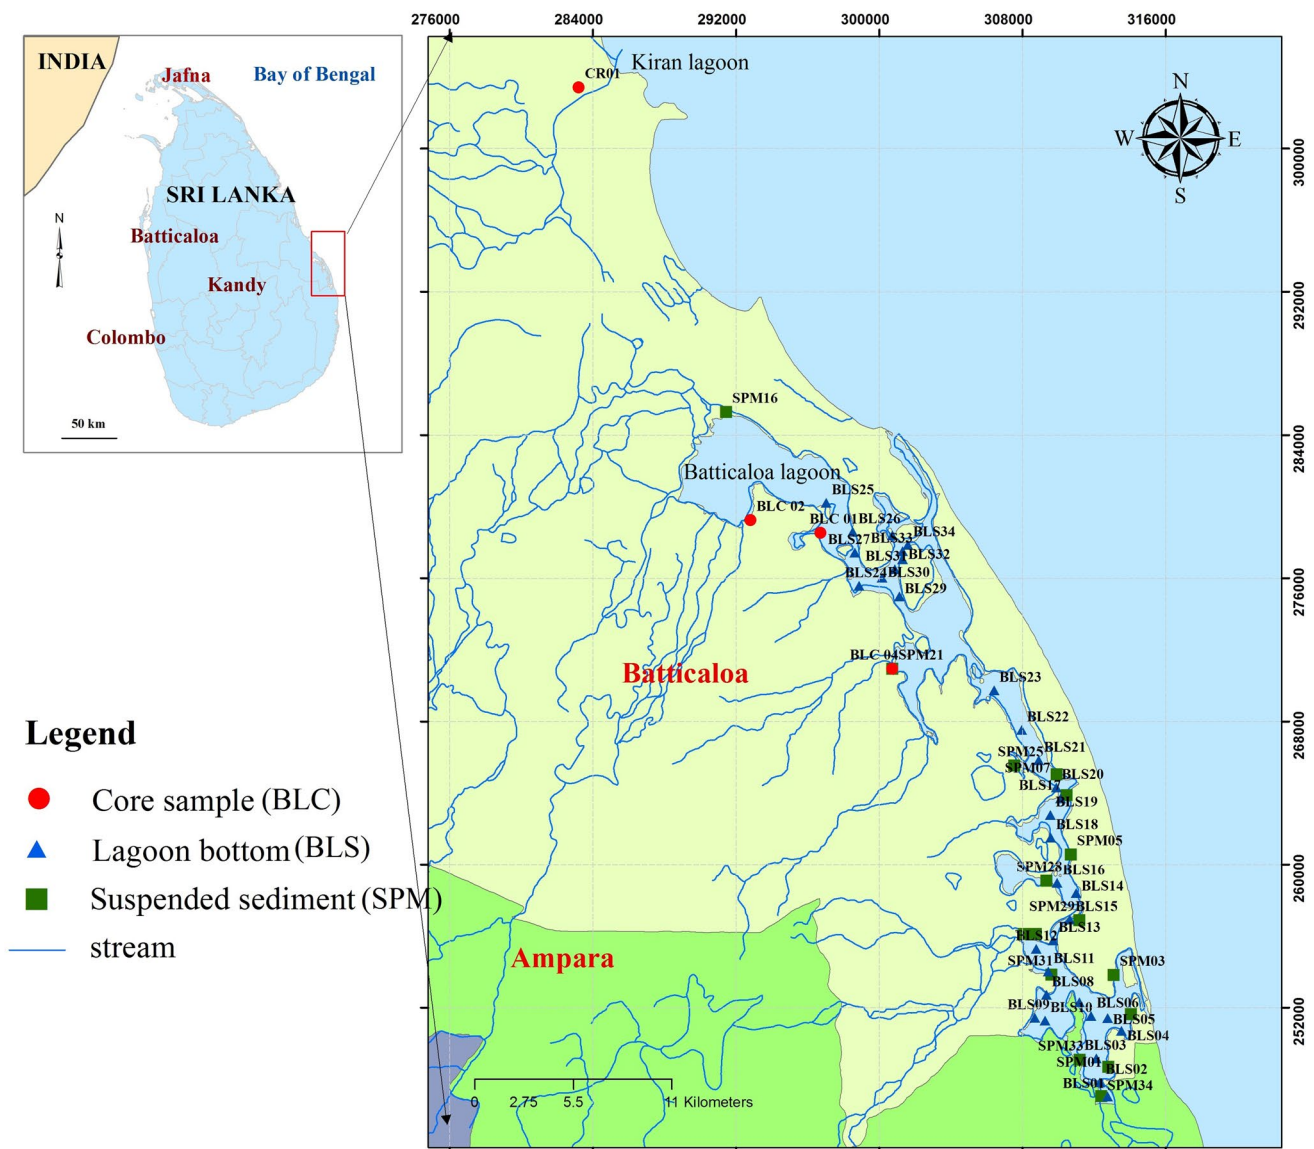 276000 284000 292000 300000 308000 316000
INDIA
Jafna
Bay of Bengal
SRI LANKA
N
Batticaloa
Kandy
Colombo
50 km
Kiran lagoon
CR01
N
W E
S
300000
292000
284000
276000
268000
260000
252000
SPM16
Batticaloa lagoon
BLS25
BLC 02
BLC 01 BLS26
BLS34
BLS27 BLS33
BLS31 BLS32
BLS24 BLS30
BLS29
BLC 04 SPM21
Batticaloa
BLS23
BLS22
SPM25 BLS21
SPM07 BLS20
BLS17
BLS19
BLS18
SPM05
SPM28 BLS16
BLS14
SPM29 BLS15
BLS13
BLS12
SPM31 BLS11
SPM03
BLS08
BLS09 BLS10 BLS06
BLS05
BLS04
SPM33 BLS03
SPM01 BLS02
BLS01 SPM34
Ampara
0 2.75 5.5 11 Kilometers
Legend
Core sample (BLC)
Lagoon bottom (BLS)
Suspended sediment (SPM)
stream